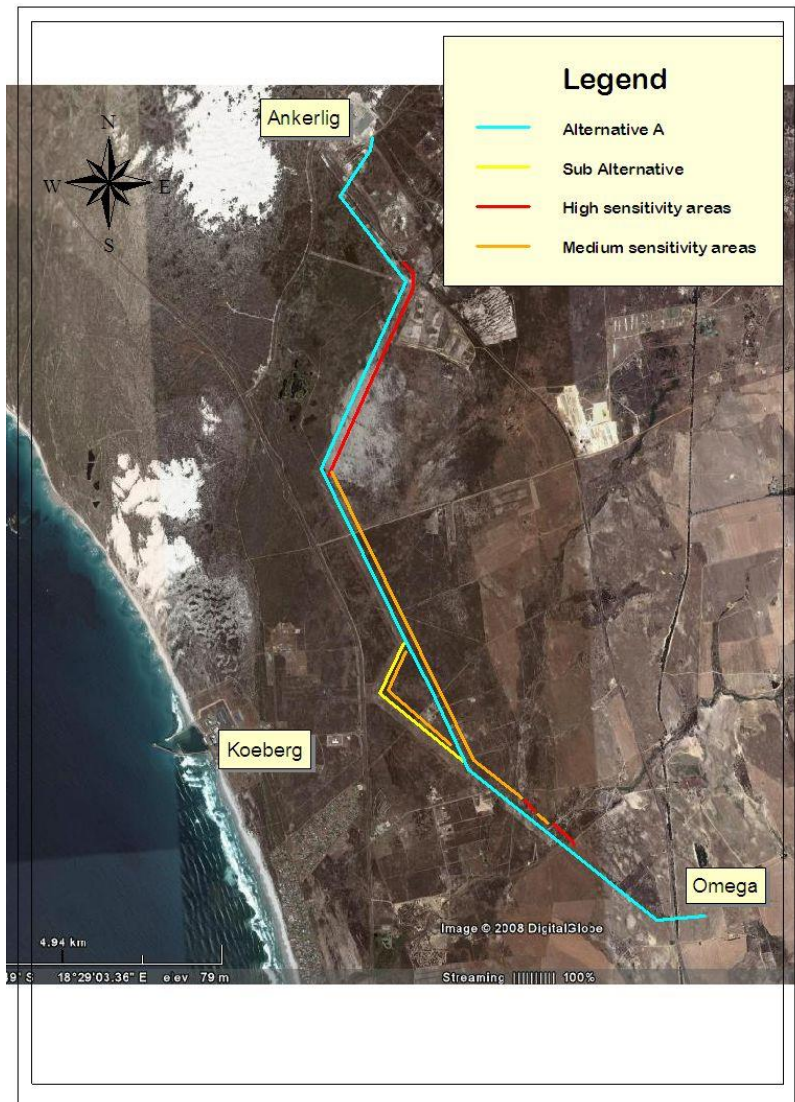 Legend
Alternative A
Sub Alternative
High sensitivity areas
Medium sensitivity areas
Ankerlig
N
W
E
S
Koeberg
Omega
Image © 2008 DigitalGlobe
4.94 km
18°29'03.36" E elev 79 m
Streaming |||||||||| 100%